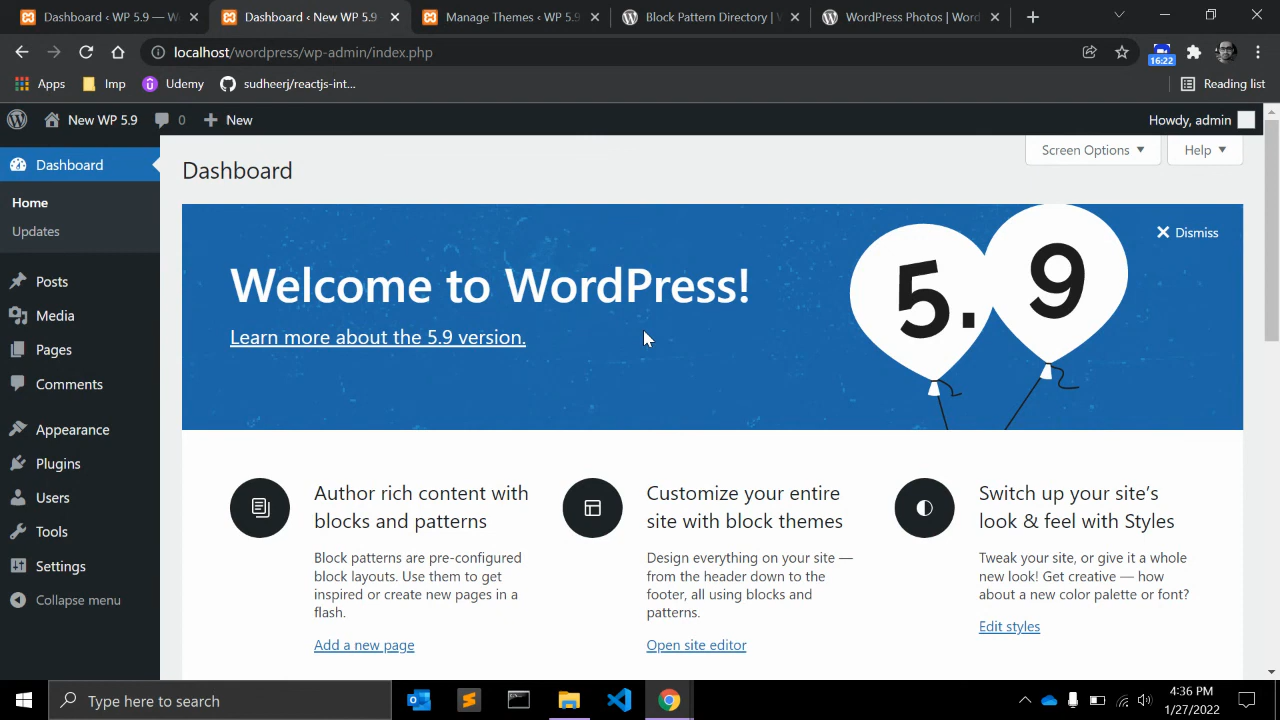 Dashboard ‹ WP 5.9 — W
Dashboard ‹ New WP 5.9
Manage Themes ‹ WP 5.9
Block Pattern Directory | W
WordPress Photos | Word
localhost/wordpress/wp-admin/index.php
16:22
Apps
Imp
Udemy
sudheerj/reactjs-int...
Reading list
New WP 5.9
0
New
Howdy, admin
Dashboard
Home
Updates
Posts
Media
Pages
Comments
Appearance
Plugins
Users
Tools
Settings
Collapse menu
Screen Options
Help
Dashboard
Dismiss
Welcome to WordPress!
Learn more about the 5.9 version.
5.9
Author rich content with
blocks and patterns
Block patterns are pre-configured
block layouts. Use them to get
inspired or create new pages in a
flash.
Add a new page
Customize your entire
site with block themes
Design everything on your site —
from the header down to the
footer, all using blocks and
patterns.
Open site editor
Switch up your site’s
look & feel with Styles
Tweak your site, or give it a whole
new look! Get creative — how
about a new color palette or font?
Edit styles
Type here to search
4:36 PM
1/27/2022